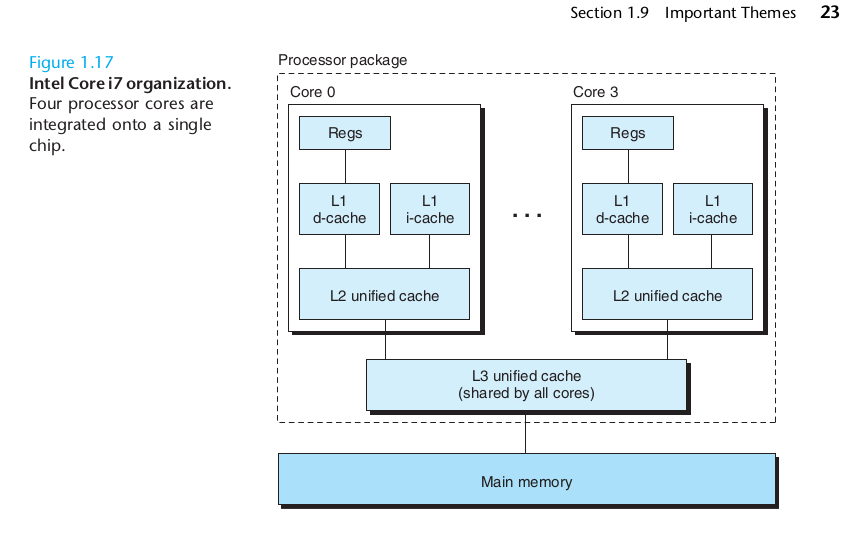 Section 1.9 Important Themes 23
Figure 1.17
Intel Core i7 organization.
Four processor cores are
integrated onto a single
chip.
Processor package
Core 0
Core 3
Regs
Regs
L1
d-cache
L1
i-cache
. . .
L1
d-cache
L1
i-cache
L2 unified cache
L2 unified cache
L3 unified cache
(shared by all cores)
Main memory